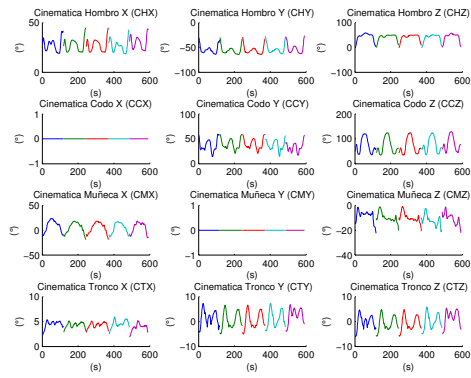 Cinematica Hombro X (CHX)
50
0
(º)
0 200 400 600
(s)
Cinematica Hombro Y (CHY)
50
0
−50
−100
(º)
0 200 400 600
(s)
Cinematica Hombro Z (CHZ)
100
50
0
−50
−100
(º)
0 200 400 600
(s)
Cinematica Codo X (CCX)
1
0
−1
(º)
0 200 400 600
(s)
Cinematica Codo Y (CCY)
100
50
0
(º)
0 200 400 600
(s)
Cinematica Codo Z (CCZ)
200
100
0
(º)
0 200 400 600
(s)
Cinematica Muñeca X (CMX)
50
0
−50
(º)
0 200 400 600
(s)
Cinematica Muñeca Y (CMY)
1
0
−1
(º)
0 200 400 600
(s)
Cinematica Muñeca Z (CMZ)
0
−20
−40
(º)
0 200 400 600
(s)
Cinematica Tronco X (CTX)
10
5
0
(º)
0 200 400 600
(s)
Cinematica Tronco Y (CTY)
10
0
−10
(º)
0 200 400 600
(s)
Cinematica Tronco Z (CTZ)
10
0
−10
(º)
0 200 400 600
(s)